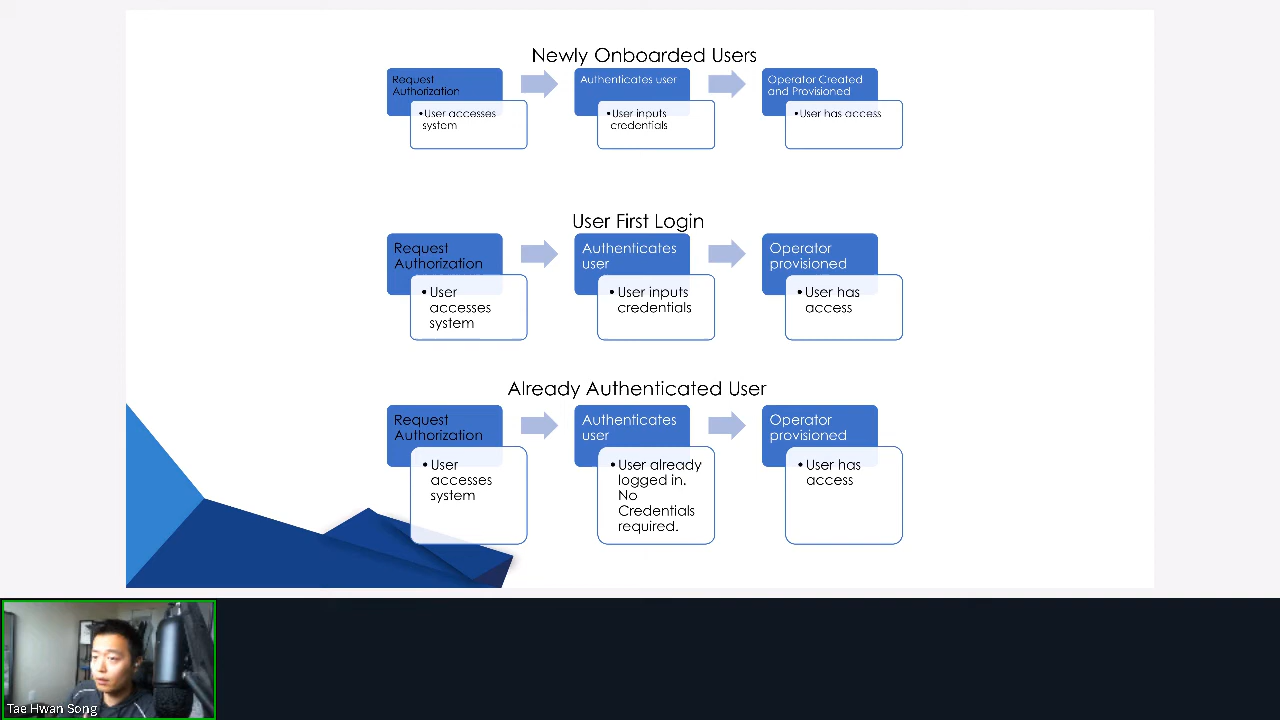 Newly Onboarded Users
Request
Authorization
•User accesses
system
Authenticates user
•User inputs
credentials
Operator Created
and Provisioned
•User has access
User First Login
Request
Authorization
•User
accesses
system
Authenticates
user
•User inputs
credentials
Operator
provisioned
•User has
access
Already Authenticated User
Request
Authorization
•User
accesses
system
Authenticates
user
•User already
logged in.
No
Credentials
required.
Operator
provisioned
•User has
access
Tae Hwan Song